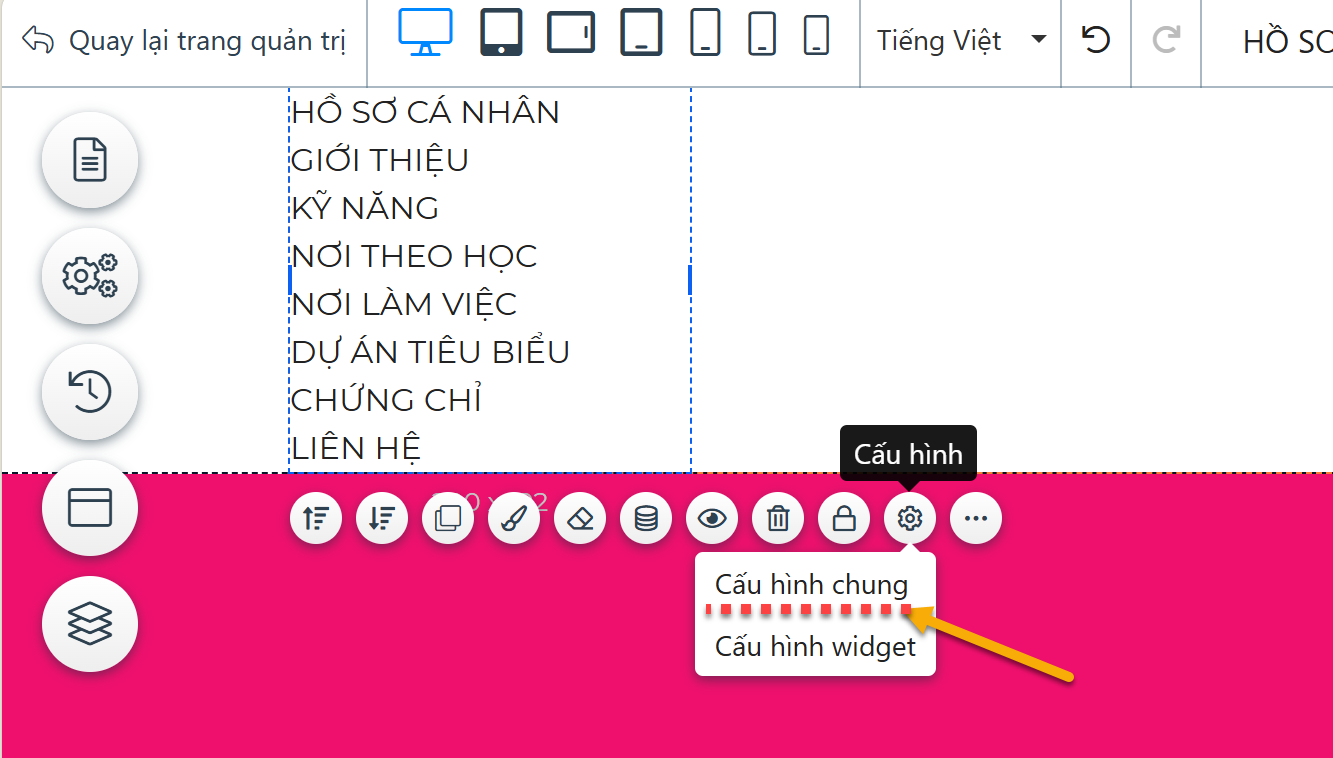 Quay lại trang quản trị
Tiếng Việt
HỒ SƠ
HỒ SƠ CÁ NHÂN
GIỚI THIỆU
KỸ NĂNG
NƠI THEO HỌC
NƠI LÀM VIỆC
DỰ ÁN TIÊU BIỂU
CHỨNG CHỈ
LIÊN HỆ
Cấu hình
Cấu hình chung
Cấu hình widget